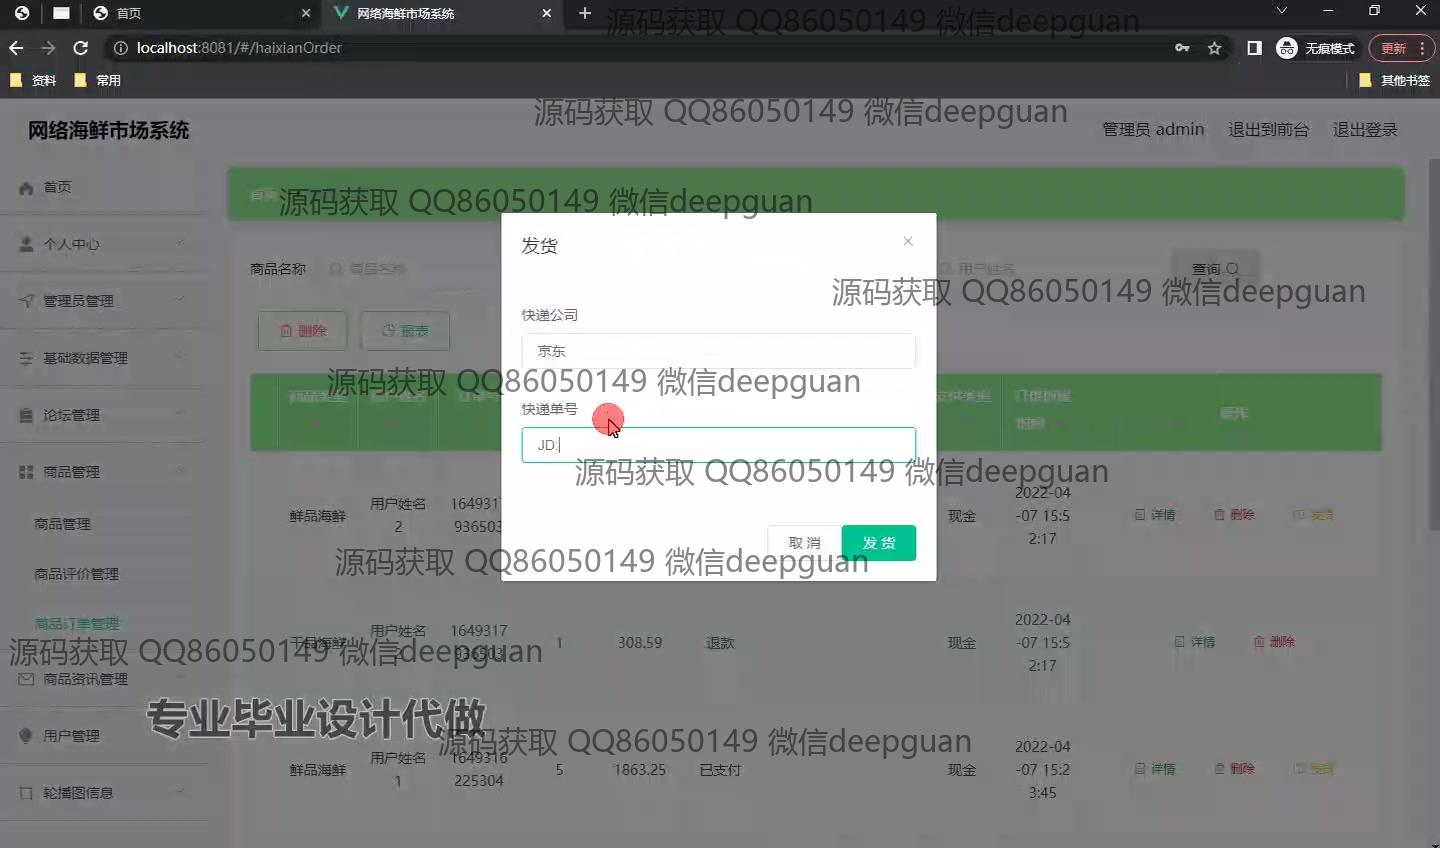 首页
网络海鲜市场系统
源码获取 QQ86050149 微信deepguan
localhost:8081/#/haixianOrder
无痕模式
更新
资料
常用
其他书签
源码获取 QQ86050149 微信deepguan
网络海鲜市场系统
管理员 admin
退出到前台
退出登录
首页
源码获取 QQ86050149 微信deepguan
个人中心
发货
商品名称
商品名称
用户姓名
查询
管理员管理
源码获取 QQ86050149 微信deepguan
快递公司
删除
报表
京东
基础数据管理
源码获取 QQ86050149 微信deepguan
快递单号
论坛管理
操作
JD:
商品管理
源码获取 QQ86050149 微信deepguan
鲜品海鲜
用户姓名
2
164931
936503
现金
2022-04
-07 15:5
2:17
详情
删除
发货
商品管理
取消
发货
源码获取 QQ86050149 微信deepguan
商品评价管理
商品订单管理
干品海鲜
用户姓名
2
1649317
936503
1
308.59
退款
现金
2022-04
-07 15:5
2:17
详情
删除
源码获取 QQ86050149 微信deepguan
商品资讯管理
专业毕业设计代做
用户管理
源码获取 QQ86050149 微信deepguan
鲜品海鲜
用户姓名
1
1649316
225304
5
1863.25
已支付
现金
2022-04
-07 15:2
3:45
详情
删除
发货
轮播图信息